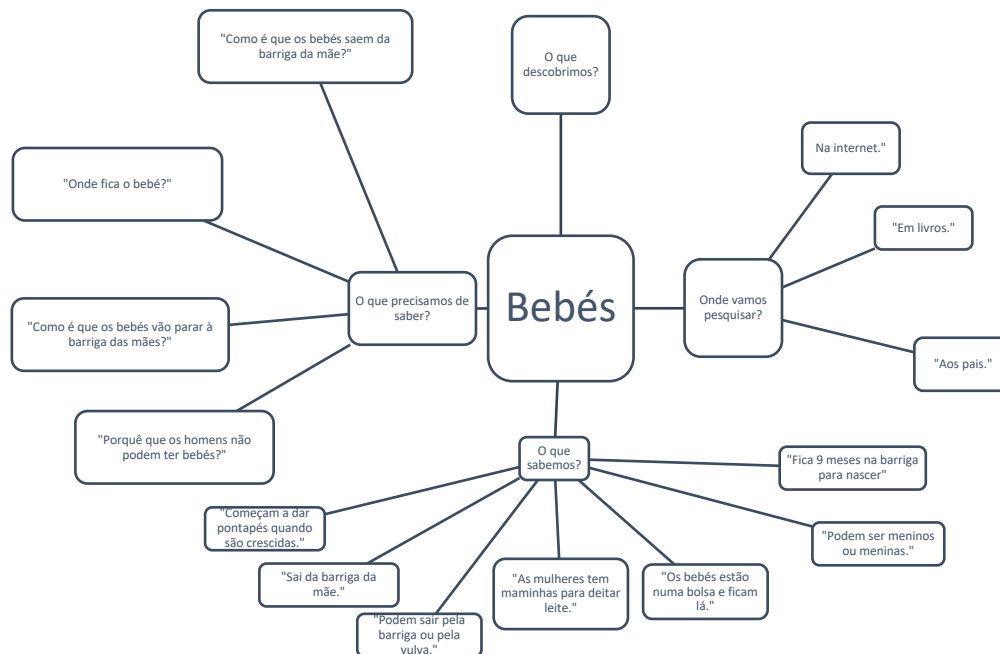 "Como é que os bebés saem da
barriga da mãe?"
O que
descobrimos?
Na internet."
"Onde fica o bebé?"
"Em livros."
O que precisamos de
saber?
Bebés
Onde vamos
pesquisar?
"Como é que os bebés vão parar à
barriga das mães?"
"Aos pais."
"Porquê que os homens não
podem ter bebés?"
O que
sabemos?
"Fica 9 meses na barriga
para nascer"
"Começam a dar
pontapés quando
são crescidas."
"Podem ser meninos
ou meninas."
"Sai da barriga da
mãe."
"As mulheres tem
maminhas para deitar
leite."
"Os bebés estão
numa bolsa e ficam
lá."
"Podem sair pela
barriga ou pela
vulva."